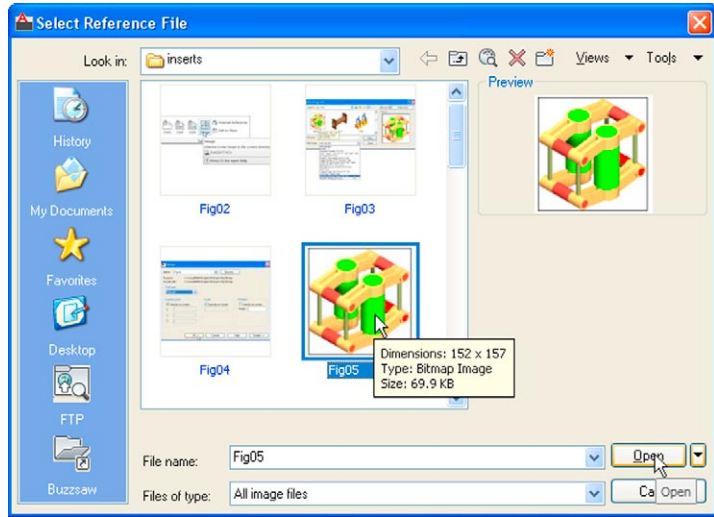 Select Reference File
Look in:
inserts
Views
Tools
Preview
History
My Documents
Favorites
Desktop
FTP
Buzzsaw
Fig02
Fig03
Fig04
Fig05
Dimensions: 152 x 157
Type: Bitmap Image
Size: 69.9 KB
File name:
Fig05
Open
Files of type:
All image files
Ca
Open